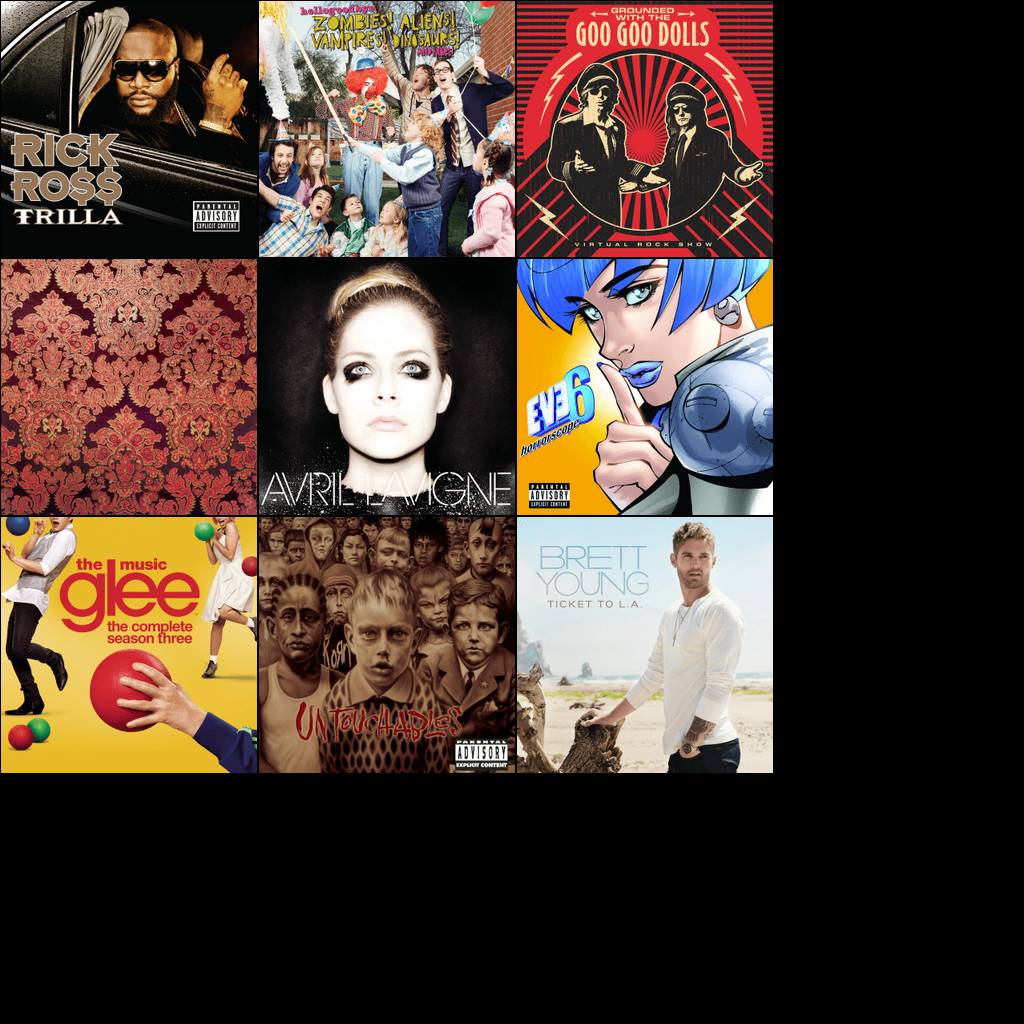 RICK
RO$$
TRILLA
PARENTAL
ADVISORY
EXPLICIT CONTENT
hellogoodbye
ZOMBIES! ALIENS!
VAMPIRES! DINOSAURS!
GROUNDED
WITH THE
GOO GOO DOLLS
VIRTUAL ROCK SHOW
AVRIL LAVIGNE
EVE 6
horrorscope
PARENTAL
ADVISORY
EXPLICIT CONTENT
the music
glee
the complete
season three
KoRn
UNTOUCHABLES
PARENTAL
ADVISORY
EXPLICIT CONTENT
BRETT
YOUNG
TICKET TO L.A.